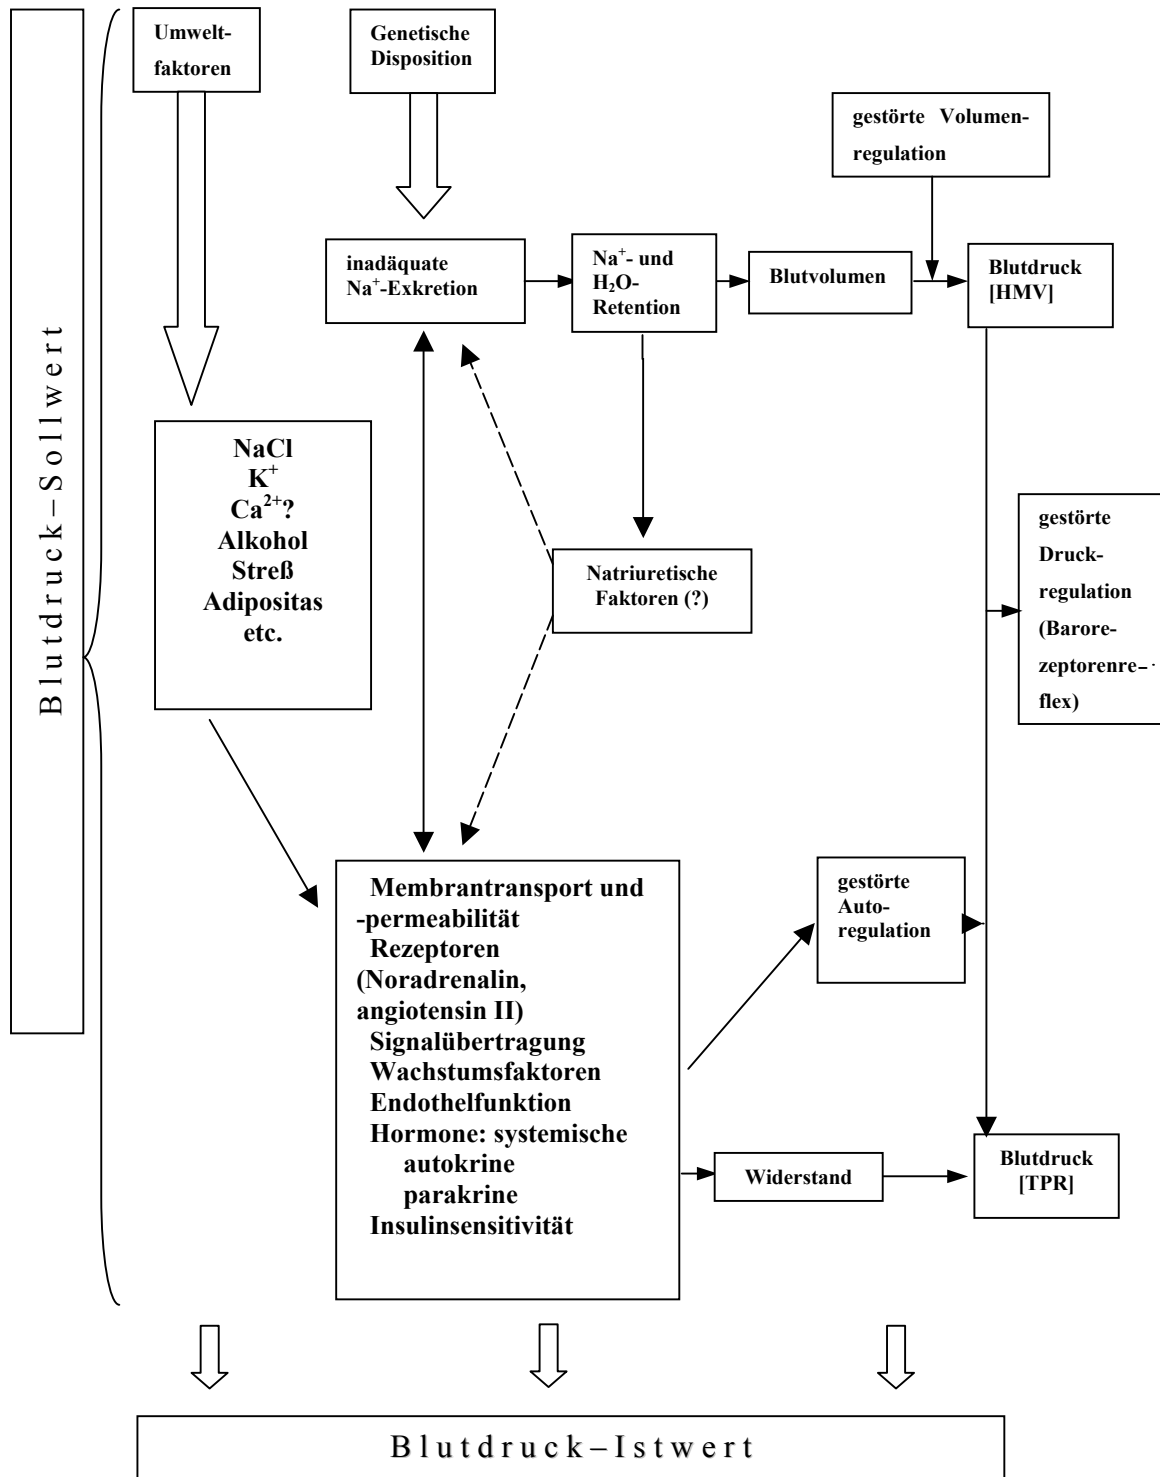 Blutdruck–Sollwert
Umwelt-
faktoren
Genetische
Disposition
gestörte Volumen-
regulation
inadäquate
Na⁺-Exkretion
Na⁺- und
H₂O-
Retention
Blutvolumen
Blutdruck
[HMV]
NaCl
K⁺
Ca²⁺?
Alkohol
Streß
Adipositas
etc.
Natriuretische
Faktoren (?)
gestörte
Druck-
regulation
(Barore-
zeptorenre-
flex)
Membrantransport und
-permeabilität
Rezeptoren
(Noradrenalin,
angiotensin II)
Signalübertragung
Wachstumsfaktoren
Endothelfunktion
Hormone: systemische
autokrine
parakrine
Insulinsensitivität
gestörte
Auto-
regulation
Widerstand
Blutdruck
[TPR]
Blutdruck–Istwert